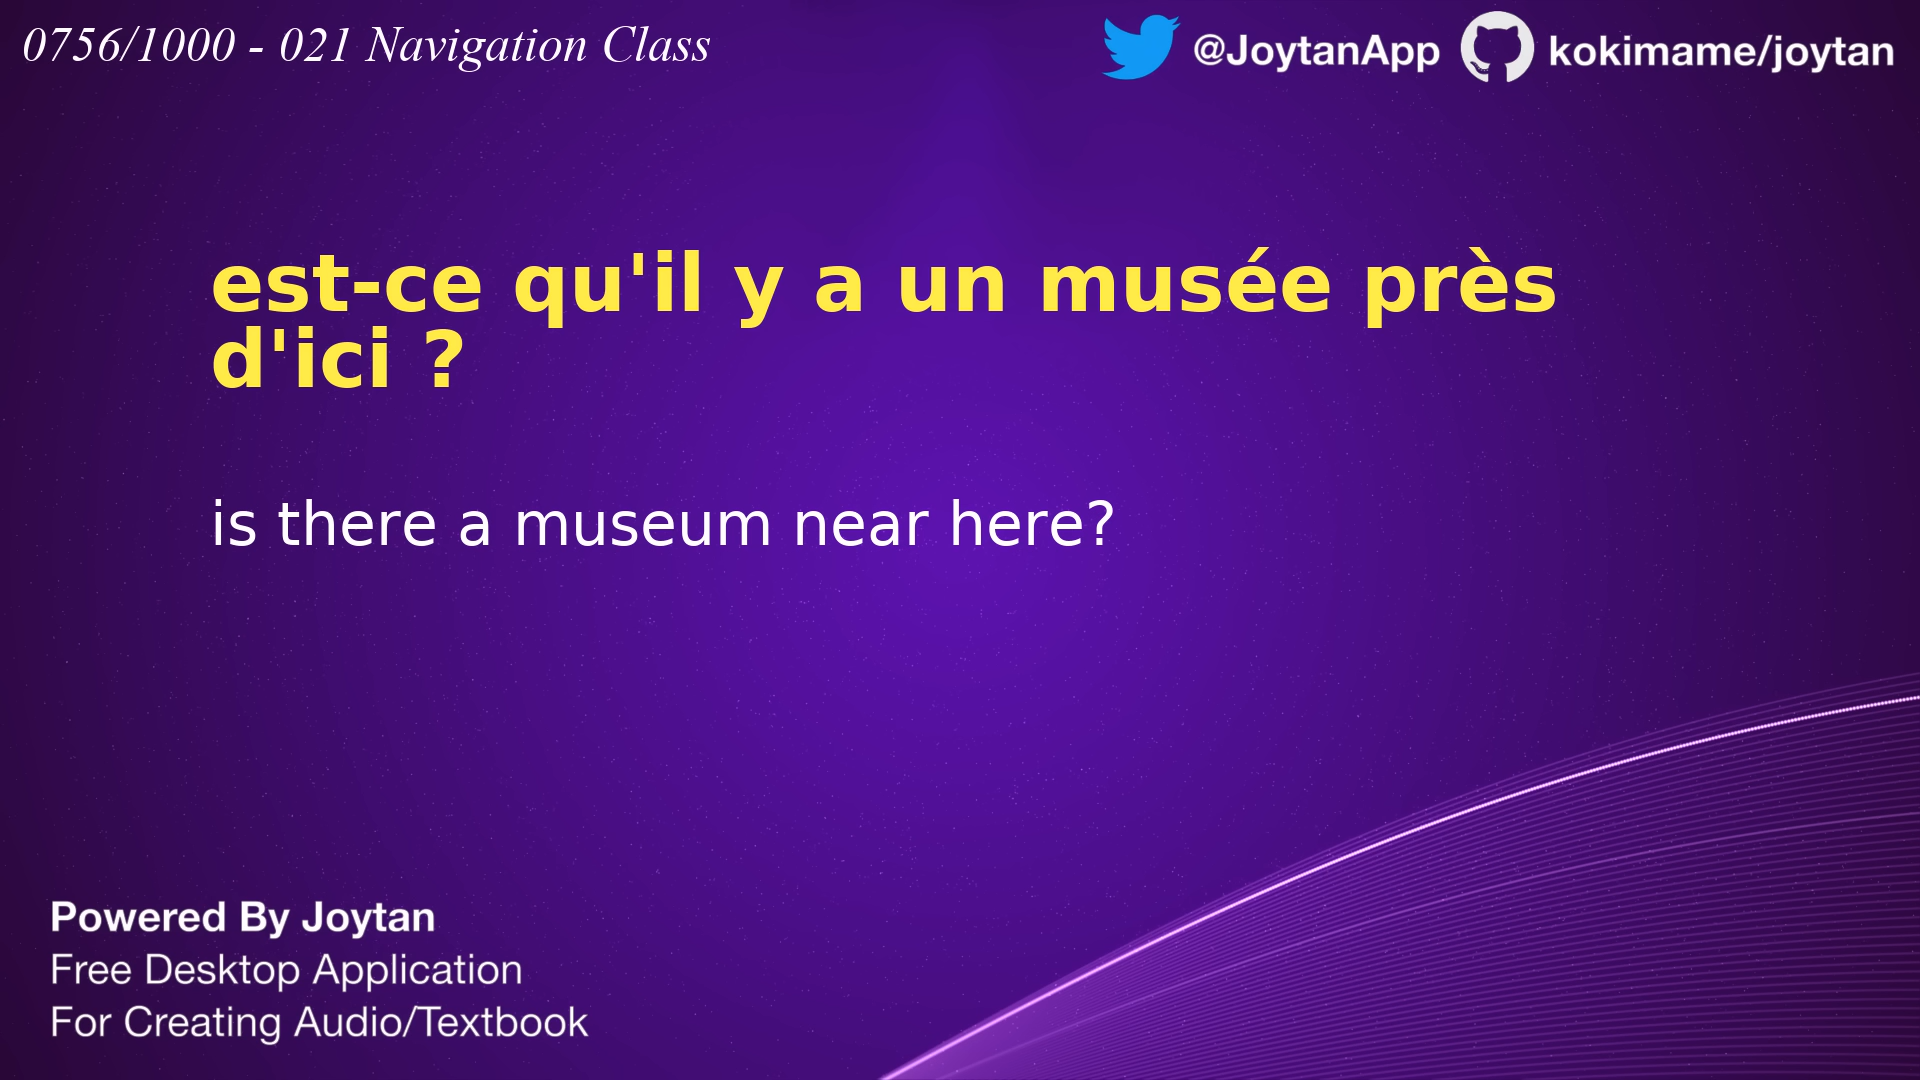 0756/1000 - 021 Navigation Class
@JoytanApp
kokimame/joytan
est-ce qu'il y a un musée près
d'ici ?
is there a museum near here?
Powered By Joytan
Free Desktop Application
For Creating Audio/Textbook